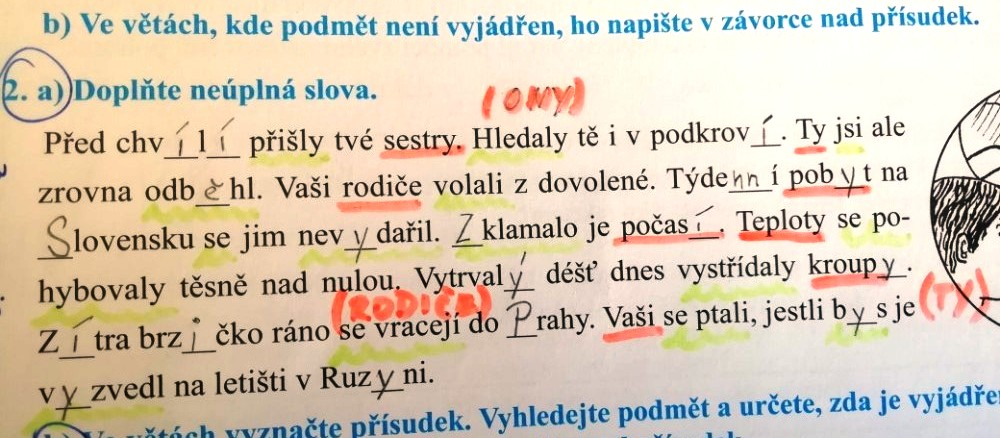 b) Ve větách, kde podmět není vyjádřen, ho napište v závorce nad přísudek.
2. a) Doplňte neúplná slova.
(ONY)
Před chvílí přišly tvé sestry. Hledaly tě i v podkroví. Ty jsi ale
zrovna odběhl. Vaši rodiče volali z dovolené. Týdenní pobyt na
Slovensku se jim nevydařil. Zklamalo je počasí. Teploty se po-
hybovaly těsně nad nulou. Vytrvalý déšť dnes vystřídaly kroupy.
(RODIČE) (TY)
Zítra brzičko ráno se vracejí do Prahy. Vaši se ptali, jestli bys je
vyzvedl na letišti v Ruzyni.
vyznačte přísudek. Vyhledejte podmět a určete, zda je vyjádře